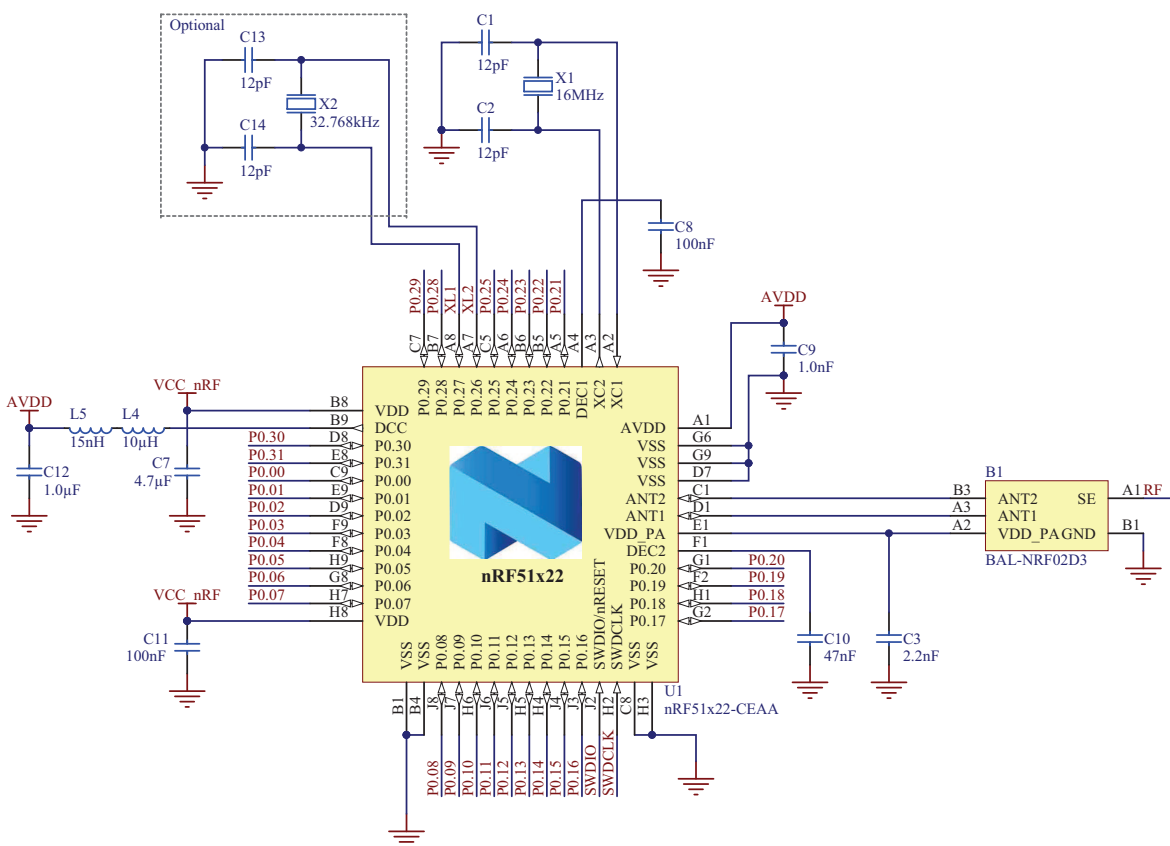 Optional
C13
12pF
X2
32.768kHz
C14
12pF
C1
12pF
X1
16MHz
C2
12pF
C8
100nF
P0.29
P0.28
XL1
XL2
P0.25
P0.24
P0.23
P0.22
P0.21
C7
B7
A8
A7
C5
A6
B6
B5
A5
A4
A3
A2
P0.29
P0.28
P0.27
P0.26
P0.25
P0.24
P0.23
P0.22
P0.21
DEC1
XC2
XC1
AVDD
C9
1.0nF
VCC_nRF
AVDD
L5
15nH
L4
10µH
C12
1.0µF
C7
4.7µF
B8
VDD
B9
DCC
P0.30
D8
P0.30
P0.31
E8
P0.31
P0.00
C9
P0.00
P0.01
E9
P0.01
P0.02
D9
P0.02
P0.03
F9
P0.03
P0.04
F8
P0.04
P0.05
H9
P0.05
P0.06
G8
P0.06
P0.07
H7
P0.07
VCC_nRF
H8
VDD
C11
100nF
nRF51x22
AVDD
A1
VSS
G6
VSS
G9
VSS
D7
ANT2
C1
ANT1
D1
VDD_PA
E1
DEC2
F1
P0.20
G1
P0.20
P0.19
F2
P0.19
P0.18
H1
P0.18
P0.17
G2
P0.17
B1
B3
ANT2
SE
A1
RF
A3
ANT1
A2
VDD_PA
GND
B1
BAL-NRF02D3
C10
47nF
C3
2.2nF
VSS
VSS
P0.08
P0.09
P0.10
P0.11
P0.12
P0.13
P0.14
P0.15
P0.16
SWDIO/nRESET
SWDCLK
VSS
VSS
U1
nRF51x22-CEAA
B1
B4
J8
J7
H6
J6
J5
H5
H4
J4
J3
J2
H2
C8
H3
P0.08
P0.09
P0.10
P0.11
P0.12
P0.13
P0.14
P0.15
P0.16
SWDIO
SWDCLK